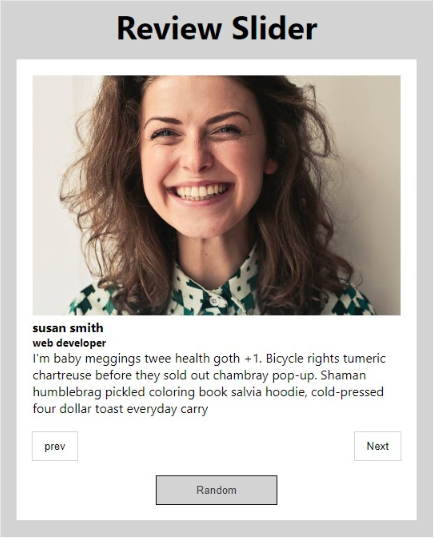 Review Slider
susan smith
web developer
I'm baby meggings twee health goth +1. Bicycle rights tumeric
chartreuse before they sold out chambray pop-up. Shaman
humblebrag pickled coloring book salvia hoodie, cold-pressed
four dollar toast everyday carry
prev
Next
Random